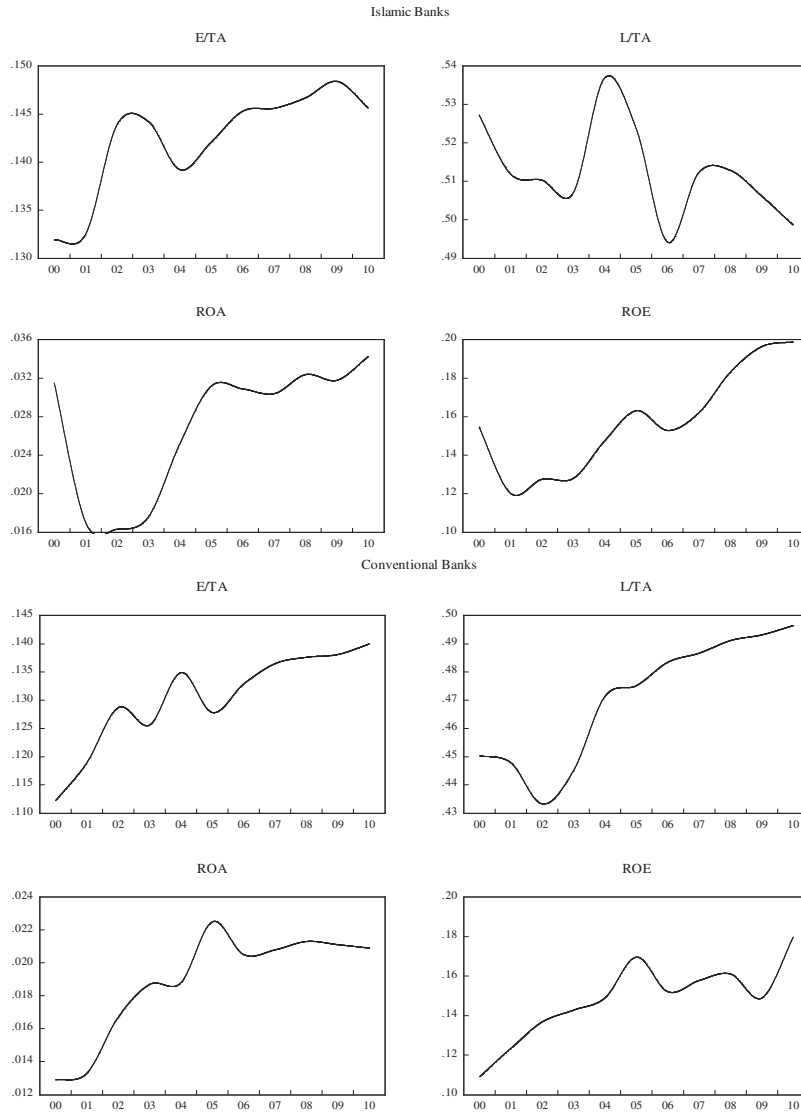 Islamic Banks
E/TA
.150
.145
.140
.135
.130
00 01 02 03 04 05 06 07 08 09 10
L/TA
.54
.53
.52
.51
.50
.49
00 01 02 03 04 05 06 07 08 09 10
ROA
.036
.032
.028
.024
.020
.016
00 01 02 03 04 05 06 07 08 09 10
ROE
.20
.18
.16
.14
.12
.10
00 01 02 03 04 05 06 07 08 09 10
Conventional Banks
E/TA
.145
.140
.135
.130
.125
.120
.115
.110
00 01 02 03 04 05 06 07 08 09 10
L/TA
.50
.49
.48
.47
.46
.45
.44
.43
00 01 02 03 04 05 06 07 08 09 10
ROA
.024
.022
.020
.018
.016
.014
.012
00 01 02 03 04 05 06 07 08 09 10
ROE
.20
.18
.16
.14
.12
.10
00 01 02 03 04 05 06 07 08 09 10